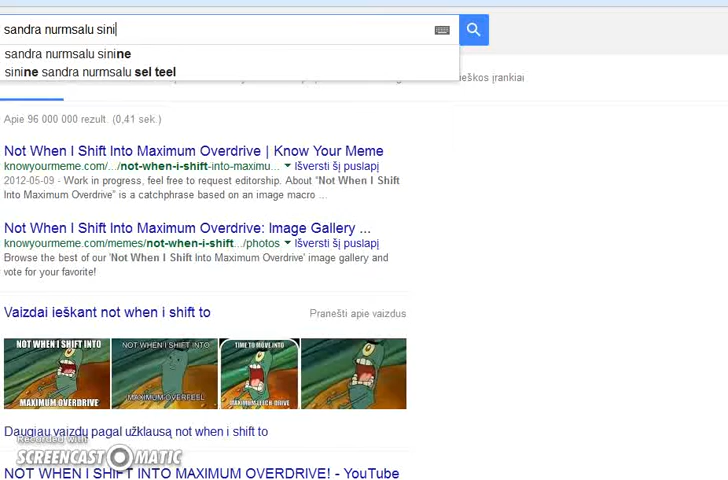 sandra nurmsalu sini
sandra nurmsalu sinine
sinine sandra nurmsalu sel teel
ieškos įrankiai
Apie 96 000 000 rezult. (0,41 sek.)
Not When I Shift Into Maximum Overdrive | Know Your Meme
knowyourmeme.com/.../not-when-i-shift-into-maximu... Išversti šį puslapį
2012-05-09 - Work in progress, feel free to request editorship. About "Not When I Shift
Into Maximum Overdrive" is a catchphrase based on an image macro ...
Not When I Shift Into Maximum Overdrive: Image Gallery ...
knowyourmeme.com/memes/not-when-i-shift.../photos Išversti šį puslapį
Browse the best of our 'Not When I Shift Into Maximum Overdrive' image gallery and
vote for your favorite!
Vaizdai ieškant not when i shift to Pranešti apie vaizdus
NOT WHEN I SHIFT INTO NOT WHEN I SHIFT INTO TIME TO MOVE INTO
MAXIMUM OVERDRIVE MAXIMUM OVERFEEL MAXIMUM
Daugiau vaizdų pagal užklausą not when i shift to
Recorded with
SCREENCAST MATIC
NOT WHEN I SHIFT INTO MAXIMUM OVERDRIVE! - YouTube